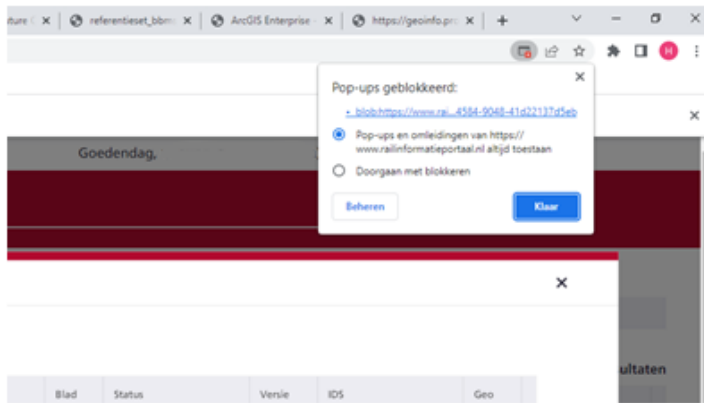 referentieset_bbm
ArcGIS Enterprise -
https://geoinfo.pr
H
Pop-ups geblokkeerd:
• blob:https://www.rai...4584-9048-41d22137d5eb
Pop-ups en omleidingen van https://
www.railinformatieportaal.nl altijd toestaan
Doorgaan met blokkeren
Beheren
Klaar
Goedendag,
ultaten
Blad Status Versie IDS Geo